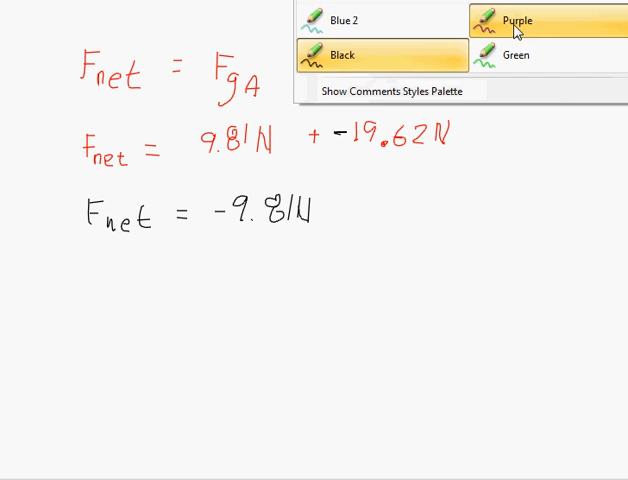 Blue 2
Purple
Black
Green
Show Comments Styles Palette
Fnet = FgA
Fnet = 9.81N + -19.62N
Fnet = -9.81N